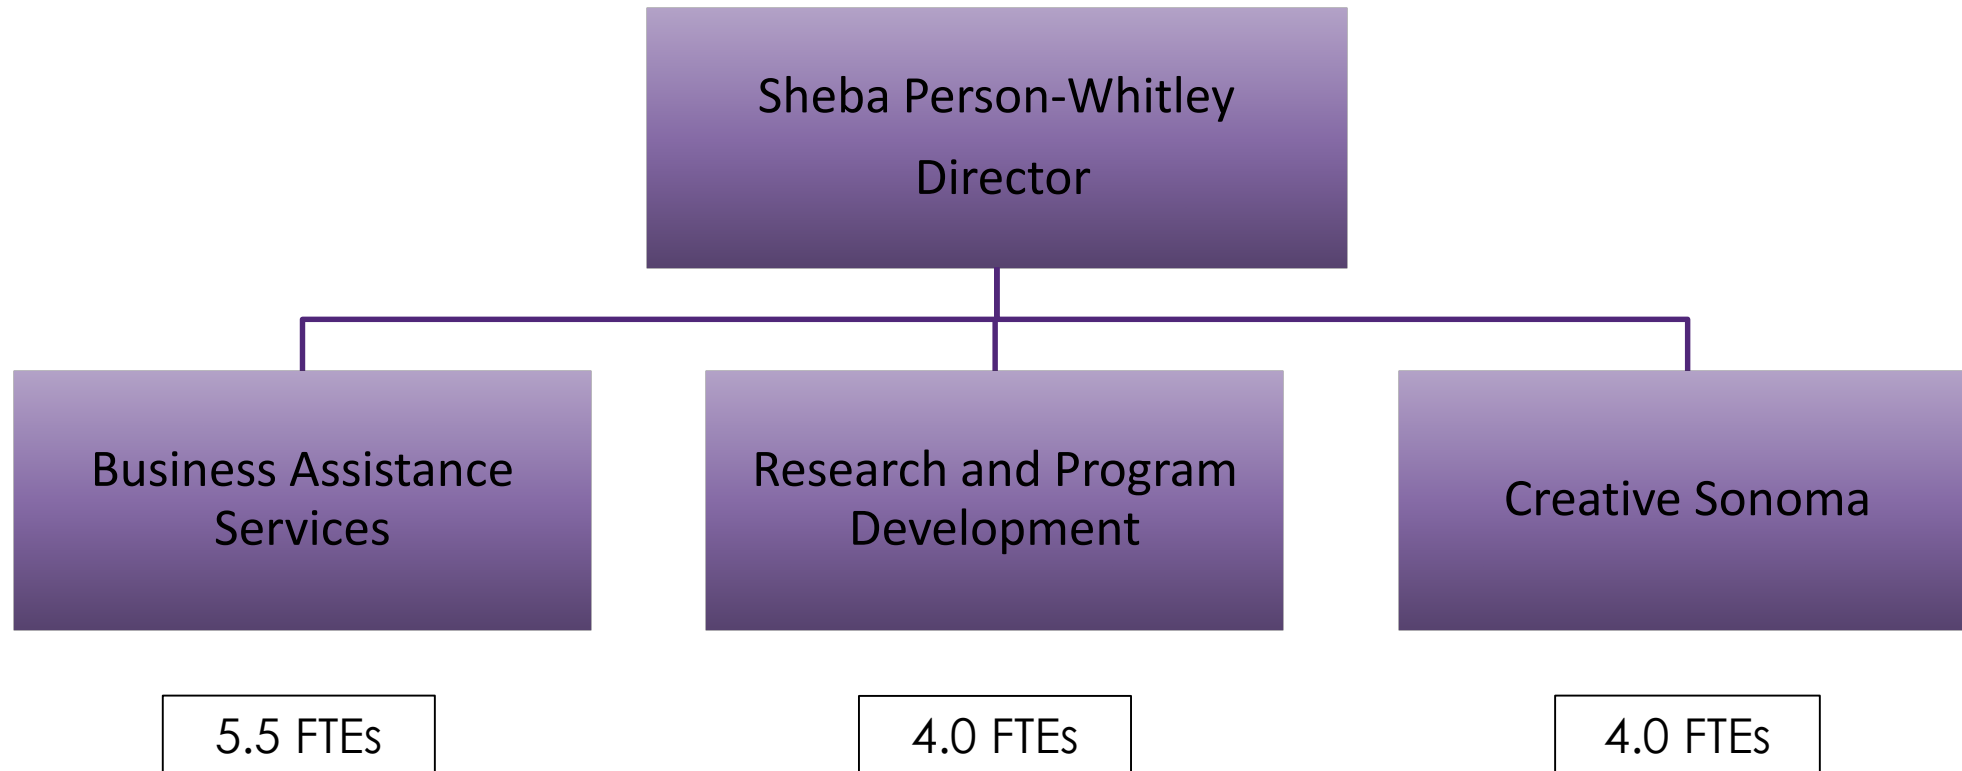 Sheba Person-Whitley
Director
Business Assistance
Services
Research and Program
Development
Creative Sonoma
5.5 FTEs
4.0 FTEs
4.0 FTEs